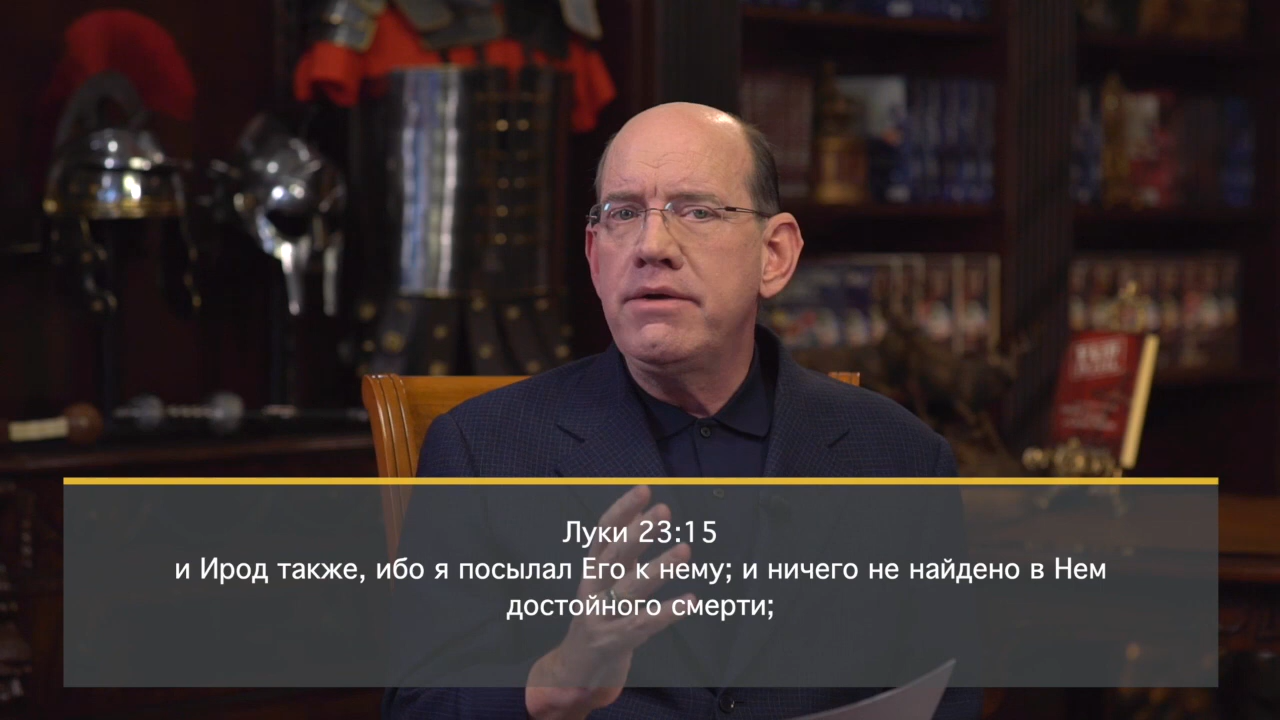 Луки 23:15
и Ирод также, ибо я посылал Его к нему; и ничего не найдено в Нем
достойного смерти;